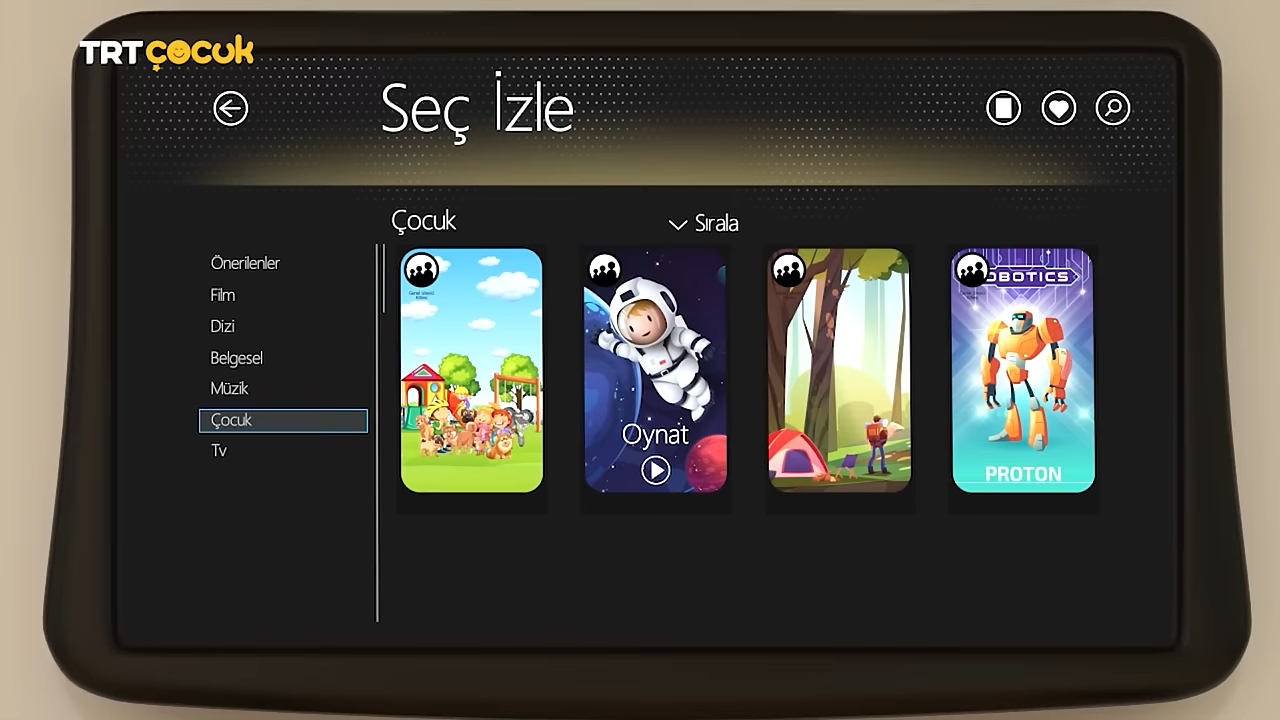 TRT çocuk
Seç İzle
Çocuk
Sırala
Önerilenler
Film
Dizi
Belgesel
Müzik
Çocuk
Tv
Oynat
OBOTICS
PROTON